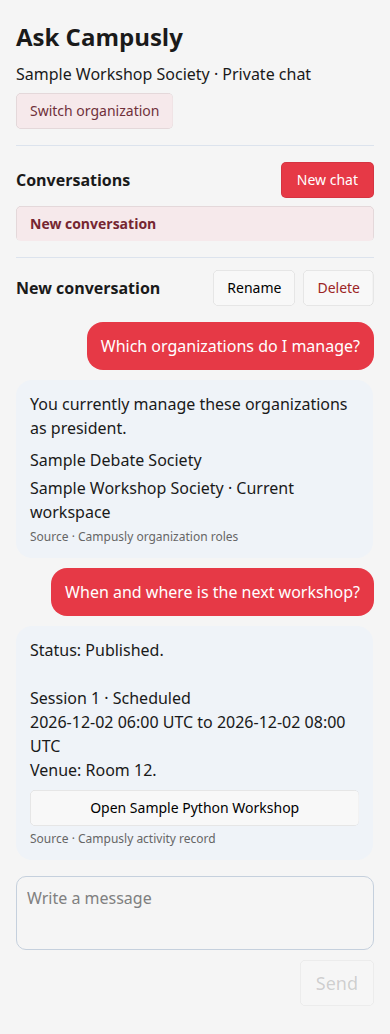 Ask Campusly
Sample Workshop Society · Private chat
Switch organization
Conversations
New chat
New conversation
New conversation
Rename
Delete
Which organizations do I manage?
You currently manage these organizations
as president.
Sample Debate Society
Sample Workshop Society · Current
workspace
Source · Campusly organization roles
When and where is the next workshop?
Status: Published.
Session 1 · Scheduled
2026-12-02 06:00 UTC to 2026-12-02 08:00
UTC
Venue: Room 12.
Open Sample Python Workshop
Source · Campusly activity record
Write a message
Send